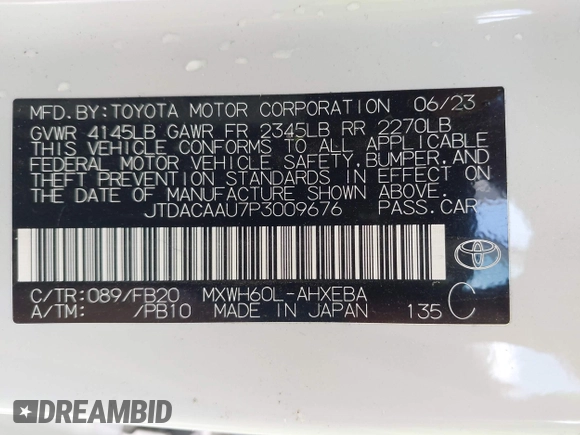 MFD.BY:TOYOTA MOTOR CORPORATION 06/23
GVWR 4145LB GAWR FR 2345LB RR 2270LB
THIS VEHICLE CONFORMS TO ALL APPLICABLE
FEDERAL MOTOR VEHICLE SAFETY,BUMPER,AND
THEFT PREVENTION STANDARDS IN EFFECT ON
THE DATE OF MANUFACTURE SHOWN ABOVE.
JTDACAAU7P3009676 PASS.CAR
C/TR:089/FB20 MXWH60L-AHXEBA
A/TM: /PB10 MADE IN JAPAN 135 C
DREAMBID